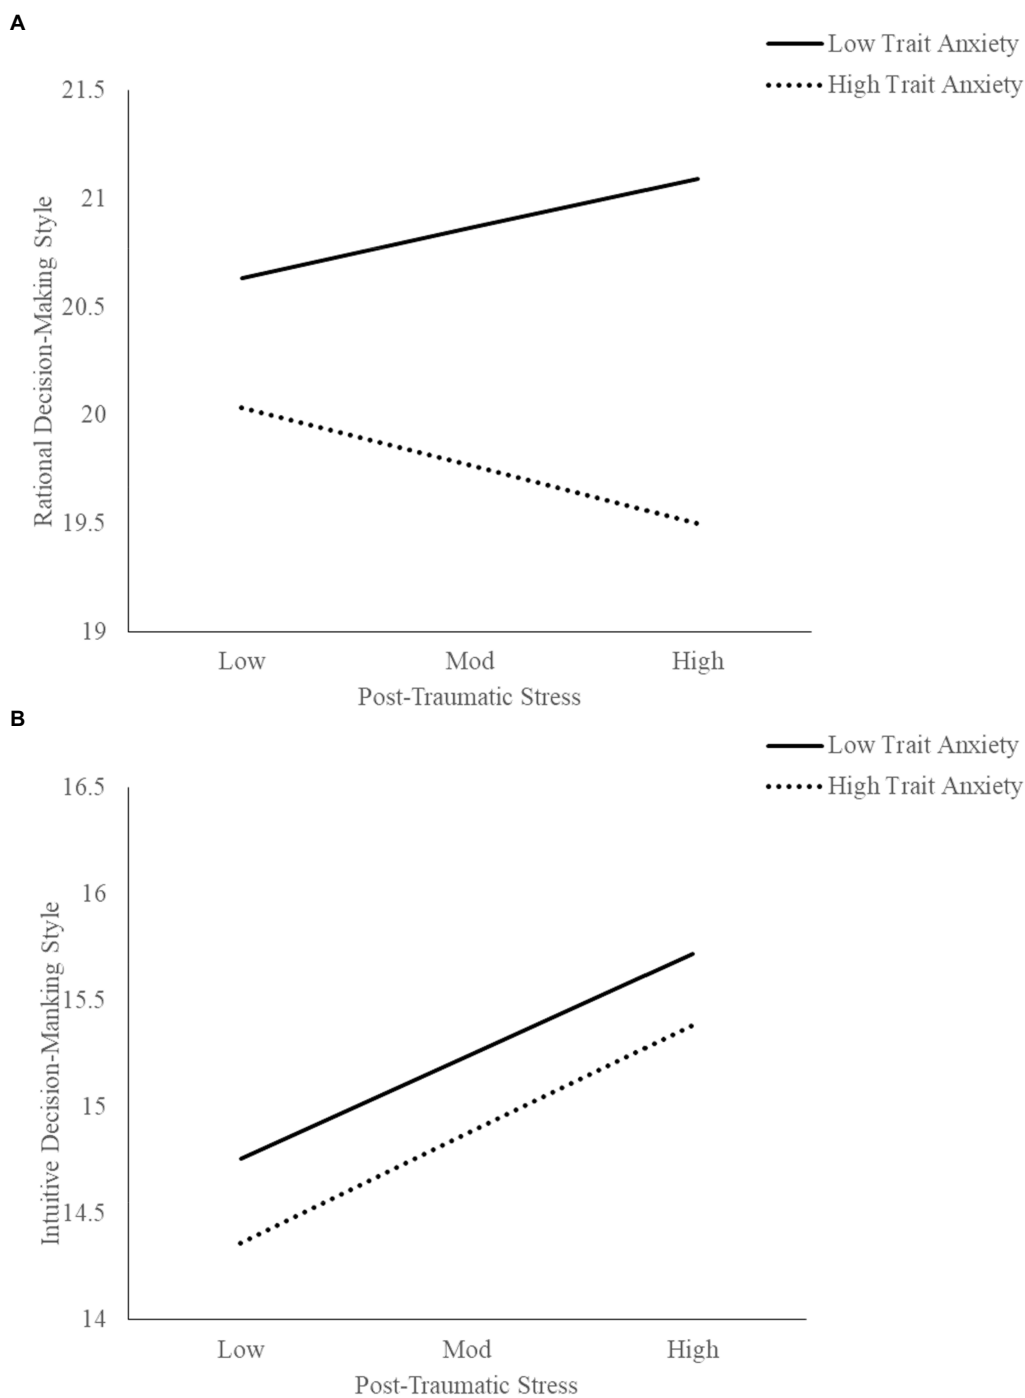 A
Low Trait Anxiety
High Trait Anxiety
21.5
21
20.5
20
19.5
19
Rational Decision-Making Style
Low Mod High
Post-Traumatic Stress
B
Low Trait Anxiety
High Trait Anxiety
16.5
16
15.5
15
14.5
14
Intuitive Decision-Manking Style
Low Mod High
Post-Traumatic Stress